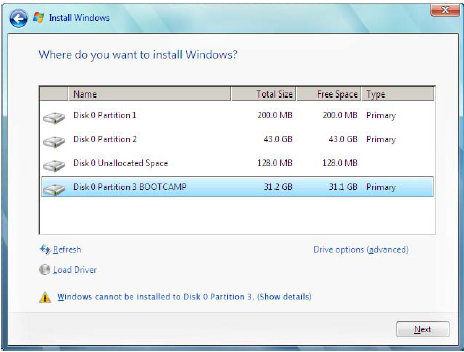 Install Windows
Where do you want to install Windows?
Name Total Size Free Space Type
Disk 0 Partition 1 200.0 MB 200.0 MB Primary
Disk 0 Partition 2 43.0 GB 43.0 GB Primary
Disk 0 Unallocated Space 128.0 MB 128.0 MB
Disk 0 Partition 3 BOOTCAMP 31.2 GB 31.1 GB Primary
Refresh Drive options (advanced)
Load Driver
Windows cannot be installed to Disk 0 Partition 3. (Show details)
Next